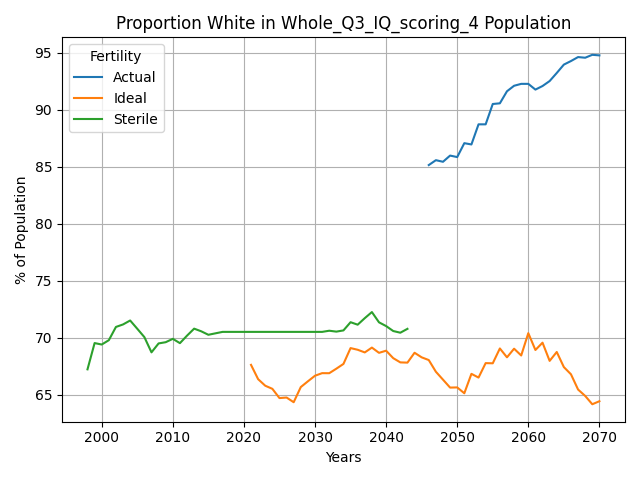 Proportion White in Whole_Q3_IQ_scoring_4 Population
Fertility
Actual
Ideal
Sterile
% of Population
95
90
85
80
75
70
65
2000 2010 2020 2030 2040 2050 2060 2070
Years